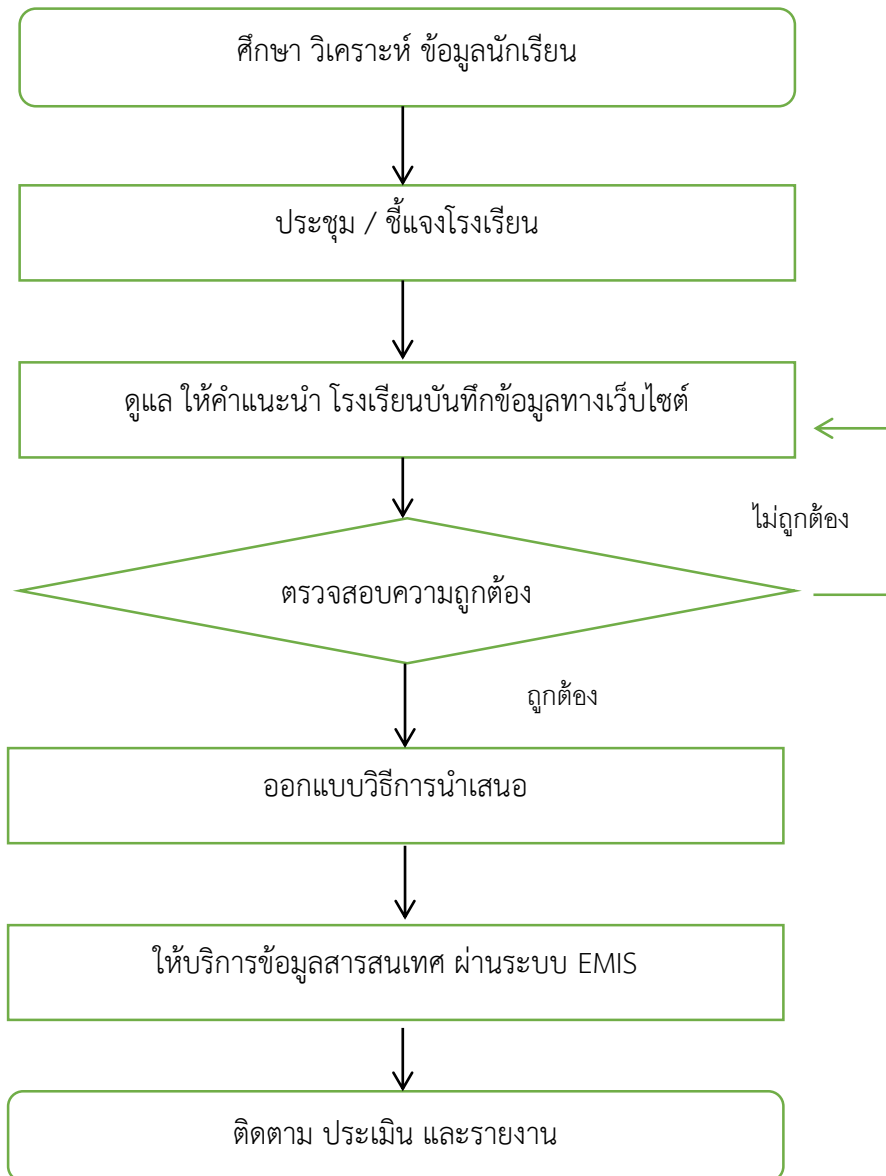 ศึกษา วิเคราะห์ ข้อมูลนักเรียน
ประชุม / ชี้แจงโรงเรียน
ดูแล ให้คำแนะนำ โรงเรียนบันทึกข้อมูลทางเว็บไซต์
ไม่ถูกต้อง
ตรวจสอบความถูกต้อง
ถูกต้อง
ออกแบบวิธีการนำเสนอ
ให้บริการข้อมูลสารสนเทศ ผ่านระบบ EMIS
ติดตาม ประเมิน และรายงาน